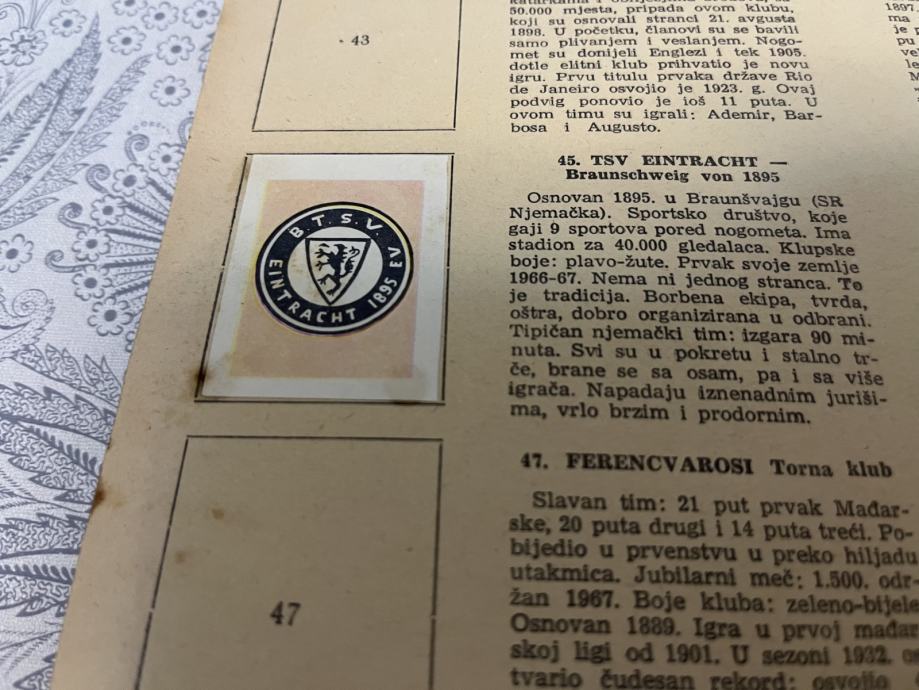 43
50.000 mjesta, pripada ovom klubu,
koji su osnovali stranci 21. avgusta
1898. U početku, članovi su se bavili
samo plivanjem i veslanjem. Nogo-
met su donijeli Englezi i tek 1905.
dotle elitni klub prihvatio je novu
igru. Prvu titulu prvaka države Rio
de Janeiro osvojio je 1923. g. Ovaj
podvig ponovio je još 11 puta. U
ovom timu su igrali: Ademir, Bar-
bosa i Augusto.
1897.
ma
je p
pu
B.T.S.V.
EINTRACHT 1895 EV
45. TSV EINTRACHT —
Braunschweig von 1895
Osnovan 1895. u Braunšvajgu (SR
Njemačka). Sportsko društvo, koje
gaji 9 sportova pored nogometa. Ima
stadion za 40.000 gledalaca. Klupske
boje: plavo-žute. Prvak svoje zemlje
1966-67. Nema ni jednog stranca. To
je tradicija. Borbena ekipa, tvrda,
oštra, dobro organizirana u odbrani.
Tipičan njemački tim: izgara 90 mi-
nuta. Svi su u pokretu i stalno tr-
če, brane se sa osam, pa i sa više
igrača. Napadaju iznenadnim juriši-
ma, vrlo brzim i prodornim.
47
47. FERENCVAROSI Torna klub
Slavan tim: 21 put prvak Mađar-
ske, 20 puta drugi i 14 puta treći. Po-
bijedio u prvenstvu u preko hiljadu
utakmica. Jubilarni meč: 1.500. odr-
žan 1967. Boje kluba: zeleno-bijele
Osnovan 1889. Igra u prvoj mađar
skoj ligi od 1901. U sezoni 1932. os
tvario čudesan rekord: osvojio